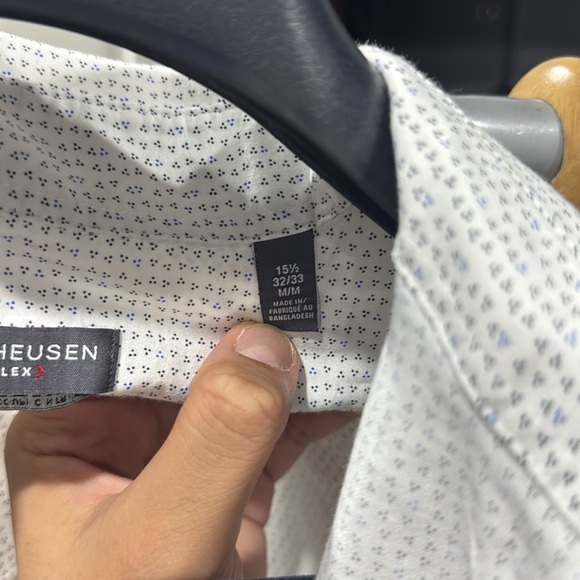 HEUSEN
LEX
15½
32/33
M/M
MADE IN/
FABRIQUÉ AU
BANGLADESH